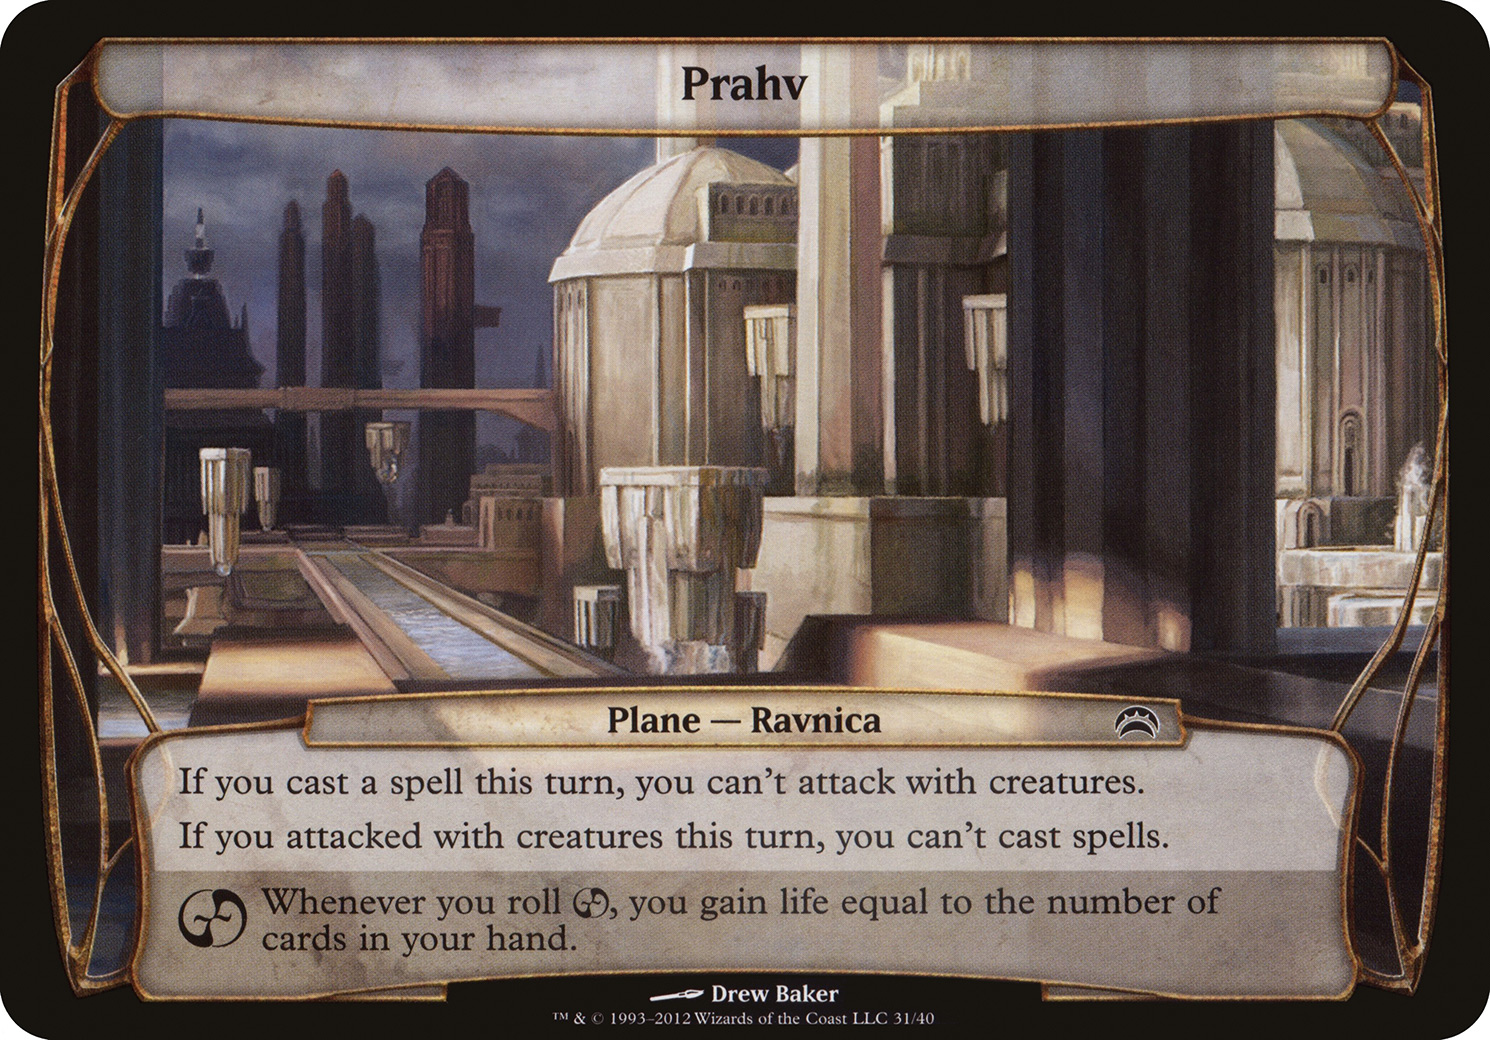 Prahv
Plane — Ravnica
If you cast a spell this turn, you can't attack with creatures.
If you attacked with creatures this turn, you can't cast spells.
Whenever you roll , you gain life equal to the number of
cards in your hand.
Drew Baker
™ & © 1993–2012 Wizards of the Coast LLC 31/40